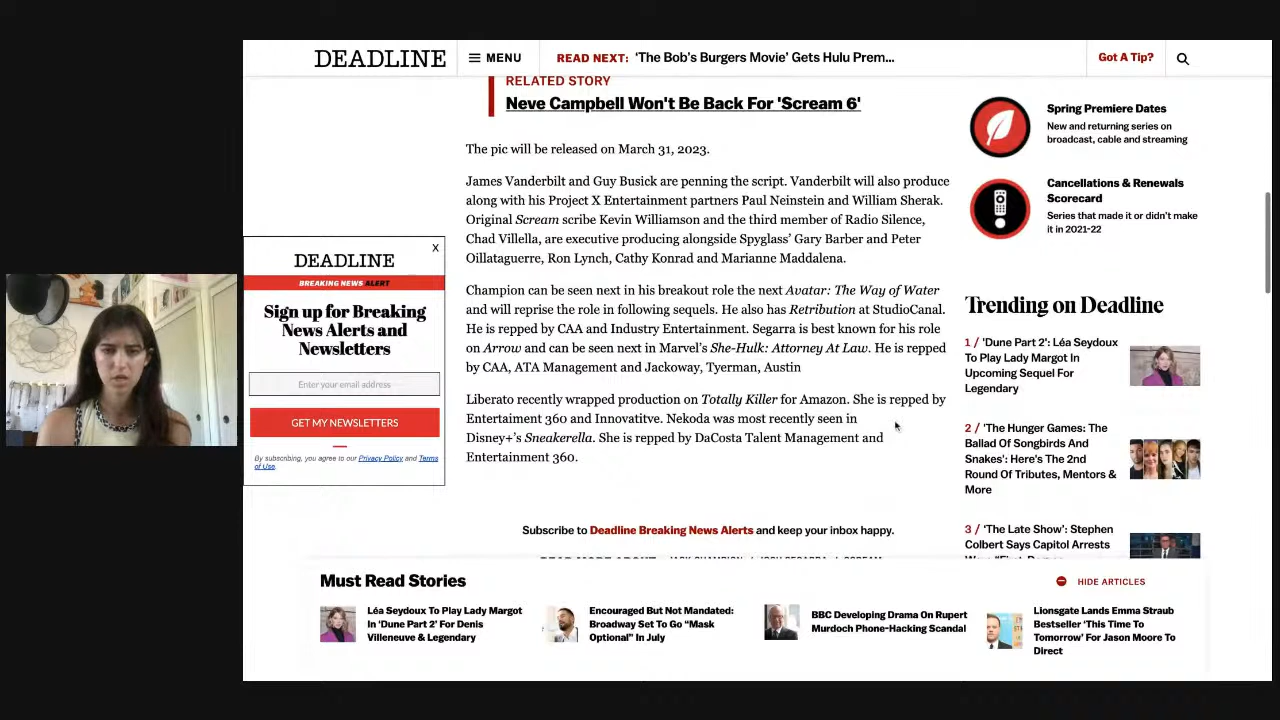 DEADLINE
MENU
READ NEXT: ‘The Bob’s Burgers Movie’ Gets Hulu Prem...
Got A Tip?
RELATED STORY
Neve Campbell Won't Be Back For 'Scream 6'
The pic will be released on March 31, 2023.
James Vanderbilt and Guy Busick are penning the script. Vanderbilt will also produce
along with his Project X Entertainment partners Paul Neinstein and William Sherak.
Original Scream scribe Kevin Williamson and the third member of Radio Silence,
Chad Villella, are executive producing alongside Spyglass’ Gary Barber and Peter
Oillataguerre, Ron Lynch, Cathy Konrad and Marianne Maddalena.
Champion can be seen next in his breakout role the next Avatar: The Way of Water
and will reprise the role in following sequels. He also has Retribution at StudioCanal.
He is repped by CAA and Industry Entertainment. Segarra is best known for his role
on Arrow and can be seen next in Marvel’s She-Hulk: Attorney At Law. He is repped
by CAA, ATA Management and Jackoway, Tyerman, Austin
Liberato recently wrapped production on Totally Killer for Amazon. She is repped by
Entertaiment 360 and Innovative. Nekoda was most recently seen in
Disney+’s Sneakerella. She is repped by DaCosta Talent Management and
Entertainment 360.
Subscribe to Deadline Breaking News Alerts and keep your inbox happy.
READ MORE ABOUT JACK CHAMPION / JOSH SEGARRA / SCREAM
X
DEADLINE
BREAKING NEWS ALERT
Sign up for Breaking
News Alerts and
Newsletters
Enter your email address
GET MY NEWSLETTERS
By subscribing, you agree to our Privacy Policy and Terms
of Use.
Spring Premiere Dates
New and returning series on
broadcast, cable and streaming
Cancellations & Renewals
Scorecard
Series that made it or didn’t make
it in 2021-22
Trending on Deadline
1 / 'Dune Part 2': Léa Seydoux
To Play Lady Margot In
Upcoming Sequel For
Legendary
2 / 'The Hunger Games: The
Ballad Of Songbirds And
Snakes': Here's The 2nd
Round Of Tributes, Mentors &
More
3 / 'The Late Show': Stephen
Colbert Says Capitol Arrests
Must Read Stories
HIDE ARTICLES
Léa Seydoux To Play Lady Margot
In ‘Dune Part 2’ For Denis
Villeneuve & Legendary
Encouraged But Not Mandated:
Broadway Set To Go “Mask
Optional” In July
BBC Developing Drama On Rupert
Murdoch Phone-Hacking Scandal
Lionsgate Lands Emma Straub
Bestseller ‘This Time To
Tomorrow’ For Jason Moore To
Direct